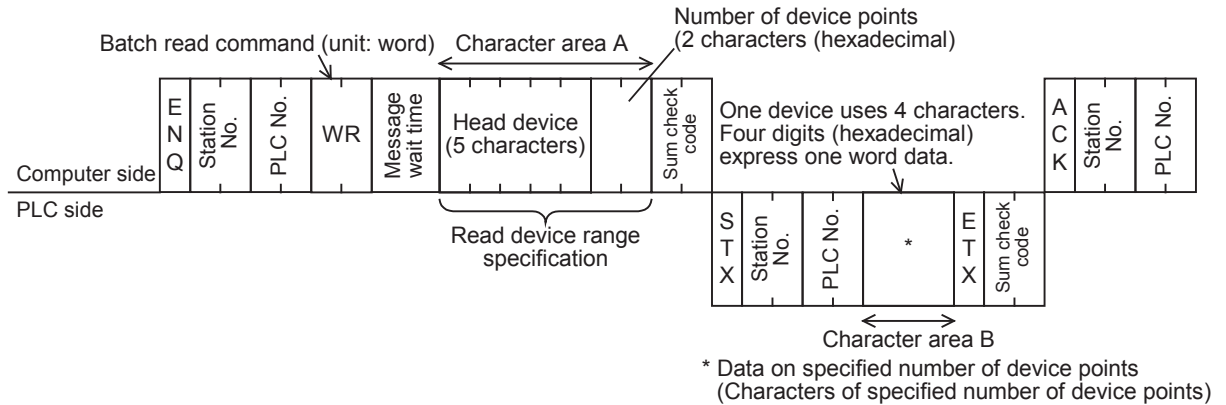 Number of device points
(2 characters (hexadecimal)
Batch read command (unit: word)
Character area A
E
N
Q
Station
No.
PLC No.
WR
Message
wait time
Head device
(5 characters)
Sum check
code
One device uses 4 characters.
Four digits (hexadecimal)
express one word data.
A
C
K
Station
No.
PLC No.
Computer side
PLC side
Read device range
specification
S
T
X
Station
No.
PLC No.
*
E
T
X
Sum check
code
Character area B
* Data on specified number of device points
(Characters of specified number of device points)